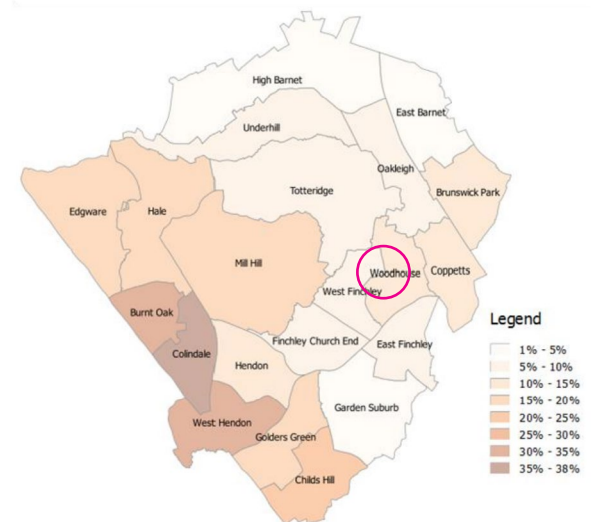 High Barnet
East Barnet
Underhill
Oakleigh
Totteridge
Brunswick Park
Edgware
Hale
Mill Hill
Woodhouse
Coppetts
West Finchley
Burnt Oak
Finchley Church End
East Finchley
Colindale
Hendon
Garden Suburb
West Hendon
Golders Green
Childs Hill
Legend
1% - 5%
5% - 10%
10% - 15%
15% - 20%
20% - 25%
25% - 30%
30% - 35%
35% - 38%